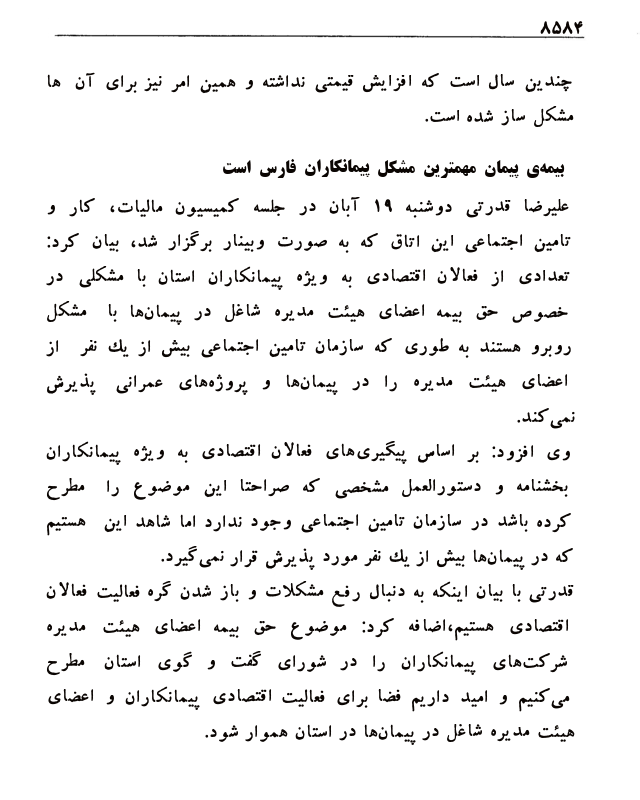 ۸۵۸۴
چندین سال است که افزایش قیمتی نداشته و همین امر نیز برای آن ها
مشکل ساز شده است.
بیمه‌ی پیمان مهمترین مشکل پیمانکاران فارس است
علیرضا قدرتی دوشنبه ۱۹ آبان در جلسه کمیسیون مالیات، کار و
تامین اجتماعی این اتاق که به صورت وبینار برگزار شد، بیان کرد:
تعدادی از فعالان اقتصادی به ویژه پیمانکاران استان با مشکلی در
خصوص حق بیمه اعضای هیئت مدیره شاغل در پیمان‌ها با مشکل
روبرو هستند به طوری که سازمان تامین اجتماعی بیش از یك نفر از
اعضای هیئت مدیره را در پیمان‌ها و پروژه‌های عمرانی پذیرش
نمی‌کند.
وی افزود: بر اساس پیگیری‌های فعالان اقتصادی به ویژه پیمانکاران
بخشنامه و دستورالعمل مشخصی که صراحتا این موضوع را مطرح
کرده باشد در سازمان تامین اجتماعی وجود ندارد اما شاهد این هستیم
که در پیمان‌ها بیش از یك نفر مورد پذیرش قرار نمی‌گیرد.
قدرتی با بیان اینکه به دنبال رفع مشکلات و باز شدن گره فعالیت فعالان
اقتصادی هستیم،اضافه کرد: موضوع حق بیمه اعضای هیئت مدیره
شرکت‌های پیمانکاران را در شورای گفت و گوی استان مطرح
می‌کنیم و امید داریم فضا برای فعالیت اقتصادی پیمانکاران و اعضای
هیئت مدیره شاغل در پیمان‌ها در استان هموار شود.